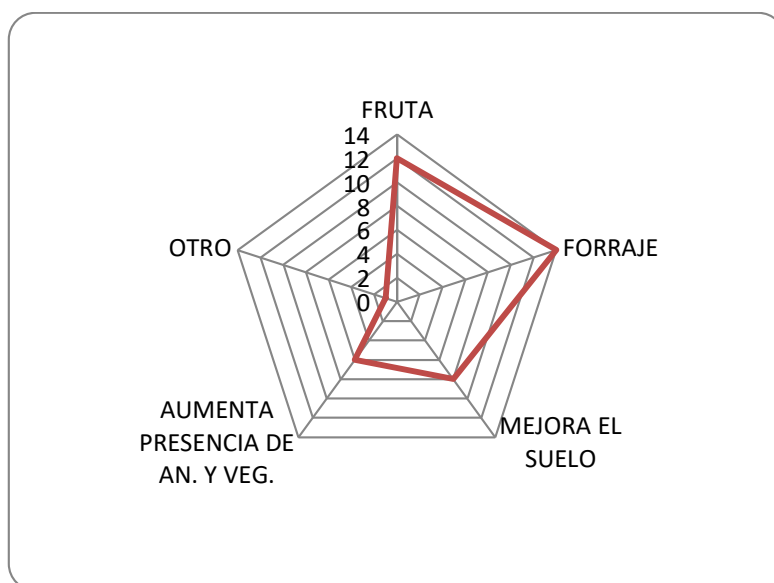 FRUTA
14
12
10
8
6
4
2
0
FORRAJE
MEJORA EL
SUELO
AUMENTA
PRESENCIA DE
AN. Y VEG.
OTRO